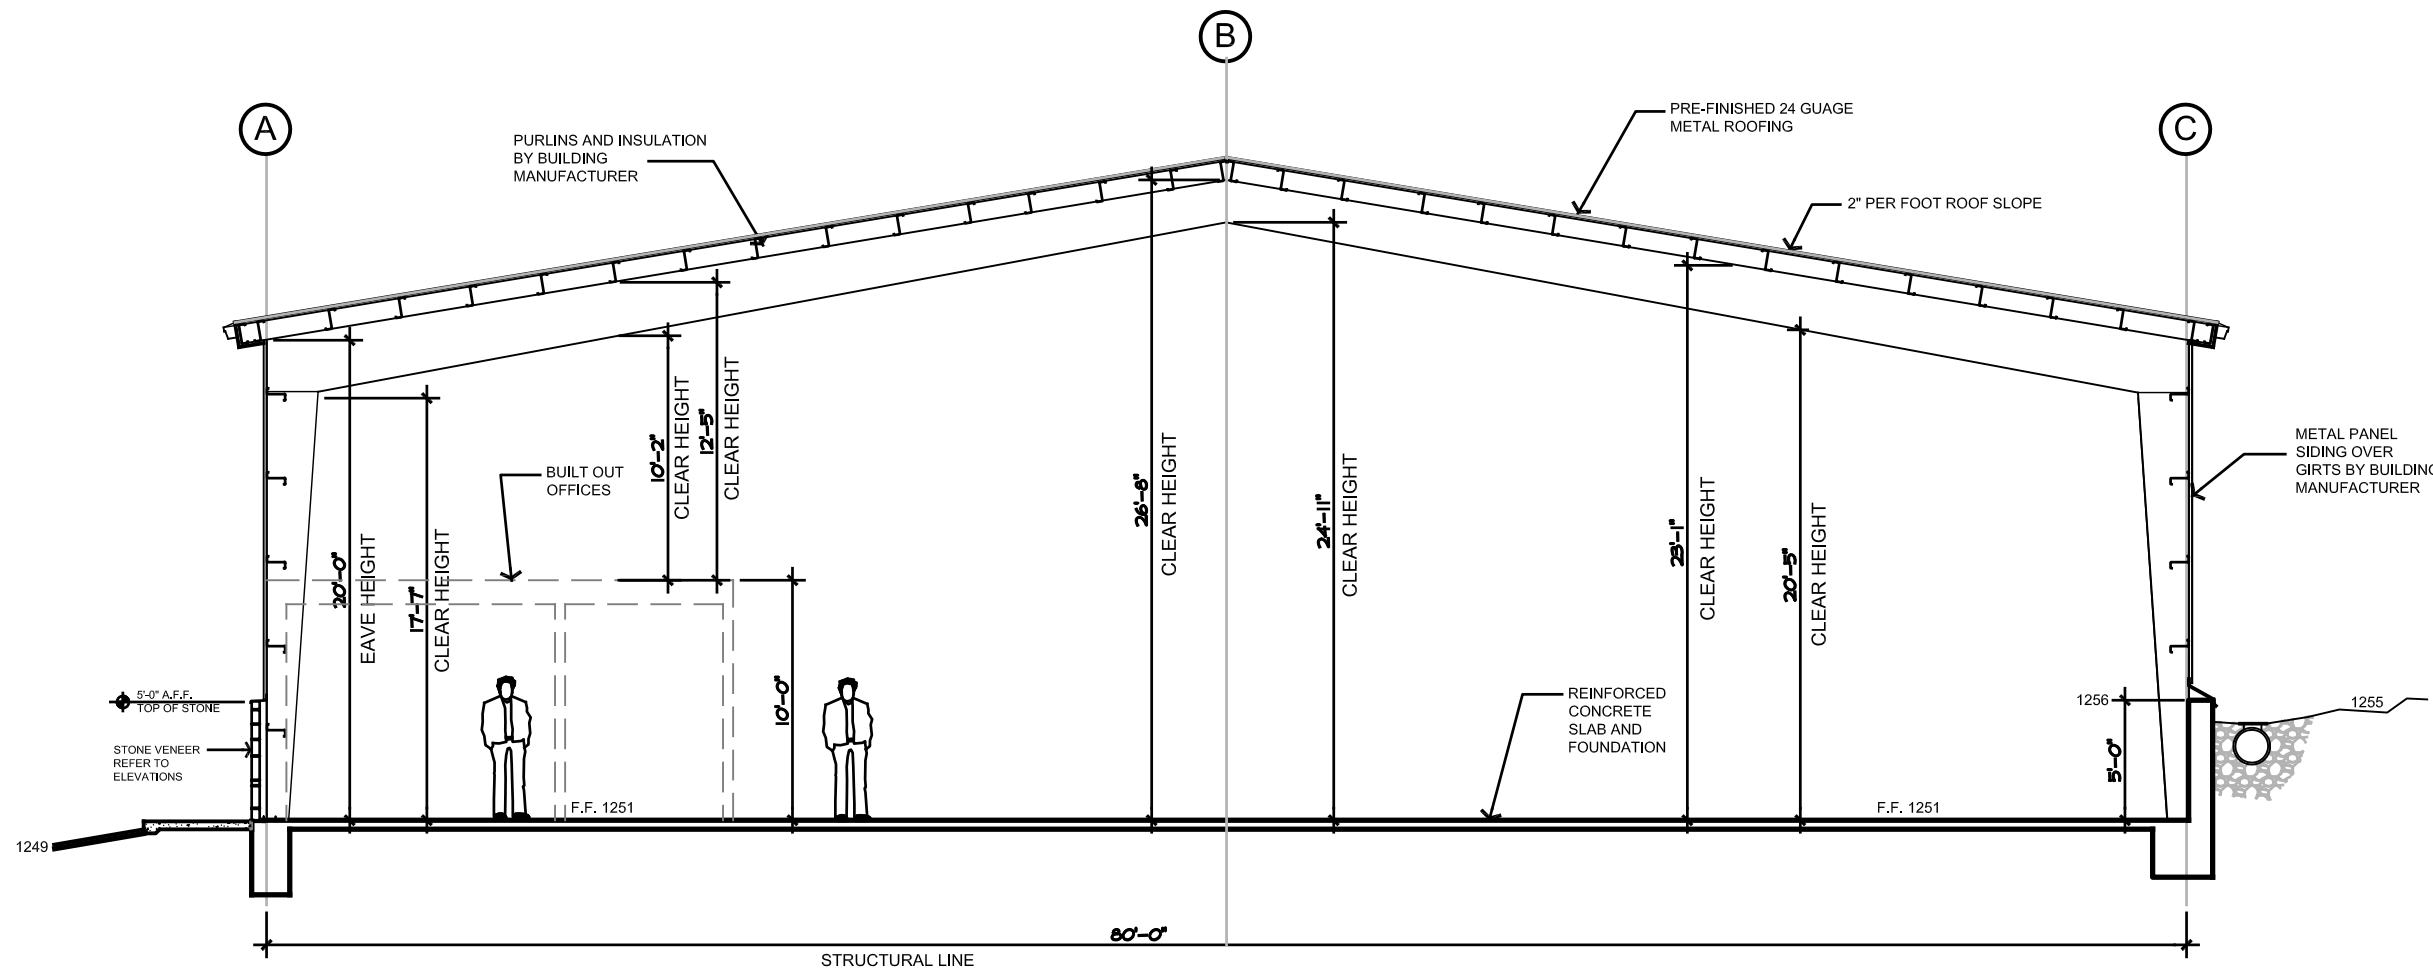 B
A
C
PRE-FINISHED 24 GUAGE
METAL ROOFING
PURLINS AND INSULATION
BY BUILDING
MANUFACTURER
2" PER FOOT ROOF SLOPE
BUILT OUT
OFFICES
METAL PANEL
SIDING OVER
GIRTS BY BUILDING
MANUFACTURER
20'-0"
EAVE HEIGHT
17'-7"
CLEAR HEIGHT
10'-2"
CLEAR HEIGHT
12'-5"
CLEAR HEIGHT
10'-0"
26'-8"
CLEAR HEIGHT
24'-11"
CLEAR HEIGHT
23'-1"
CLEAR HEIGHT
20'-5"
CLEAR HEIGHT
5'-0" A.F.F.
TOP OF STONE
STONE VENEER
REFER TO
ELEVATIONS
REINFORCED
CONCRETE
SLAB AND
FOUNDATION
1256
1255
5'-0"
F.F. 1251
F.F. 1251
1249
80'-0"
STRUCTURAL LINE